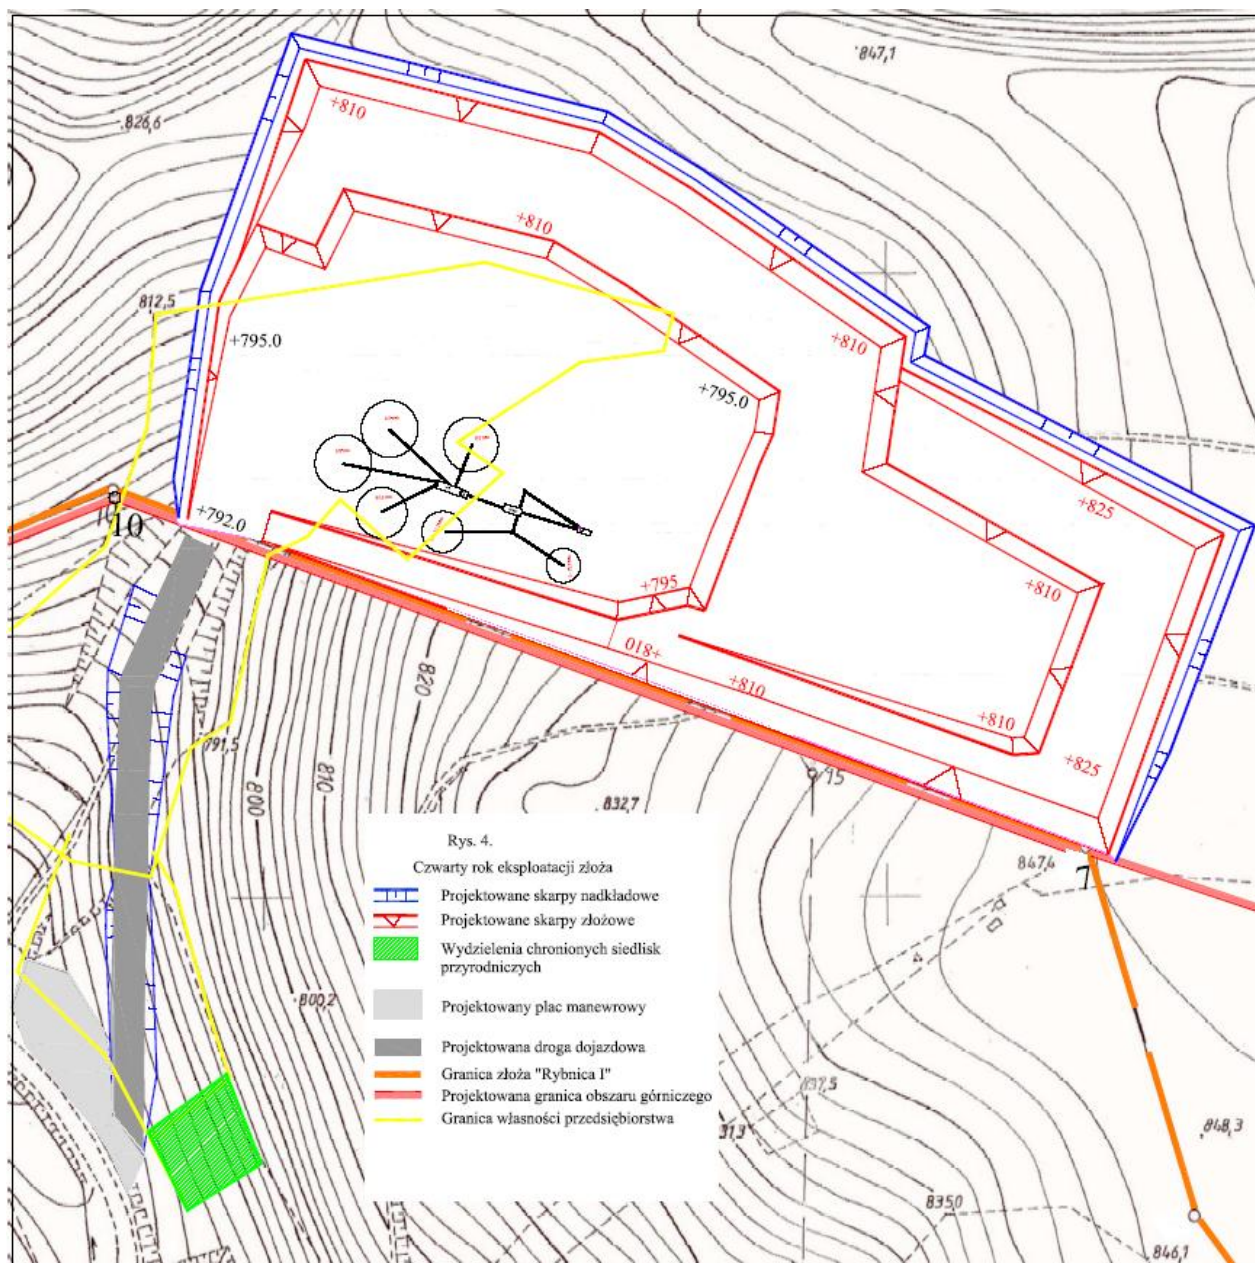 847,1
+810
826,6
+810
812,5
+795.0
+810
+795.0
+825
10
+792.0
+795
+810
+810
+810
+810
820
791,5
+825
800
810
15
832,7
847,4
7
Rys. 4.
Czwarty rok eksploatacji złoża
Projektowane skarpy nadkładowe
Projektowane skarpy złożowe
Wydzielenia chronionych siedlisk
przyrodniczych
Projektowany plac manewrowy
Projektowana droga dojazdowa
Granica złoża "Rybnica I"
Projektowana granica obszaru górniczego
Granica własności przedsiębiorstwa
800,2
848,3
835,0
846,1